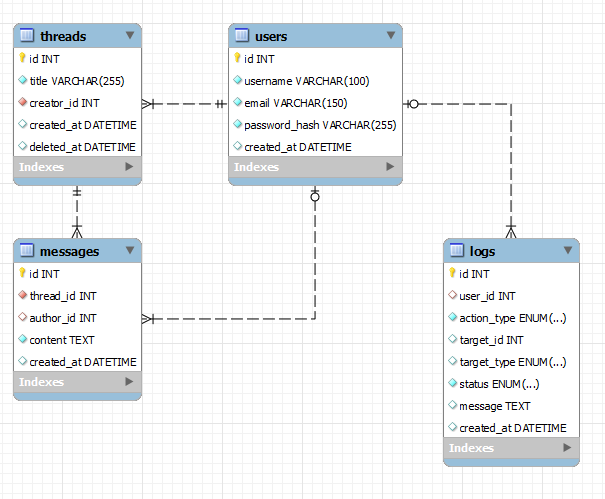 threads
id INT
title VARCHAR(255)
creator_id INT
created_at DATETIME
deleted_at DATETIME
Indexes
users
id INT
username VARCHAR(100)
email VARCHAR(150)
password_hash VARCHAR(255)
created_at DATETIME
Indexes
messages
id INT
thread_id INT
author_id INT
content TEXT
created_at DATETIME
Indexes
logs
id INT
user_id INT
action_type ENUM(...)
target_id INT
target_type ENUM(...)
status ENUM(...)
message TEXT
created_at DATETIME
Indexes